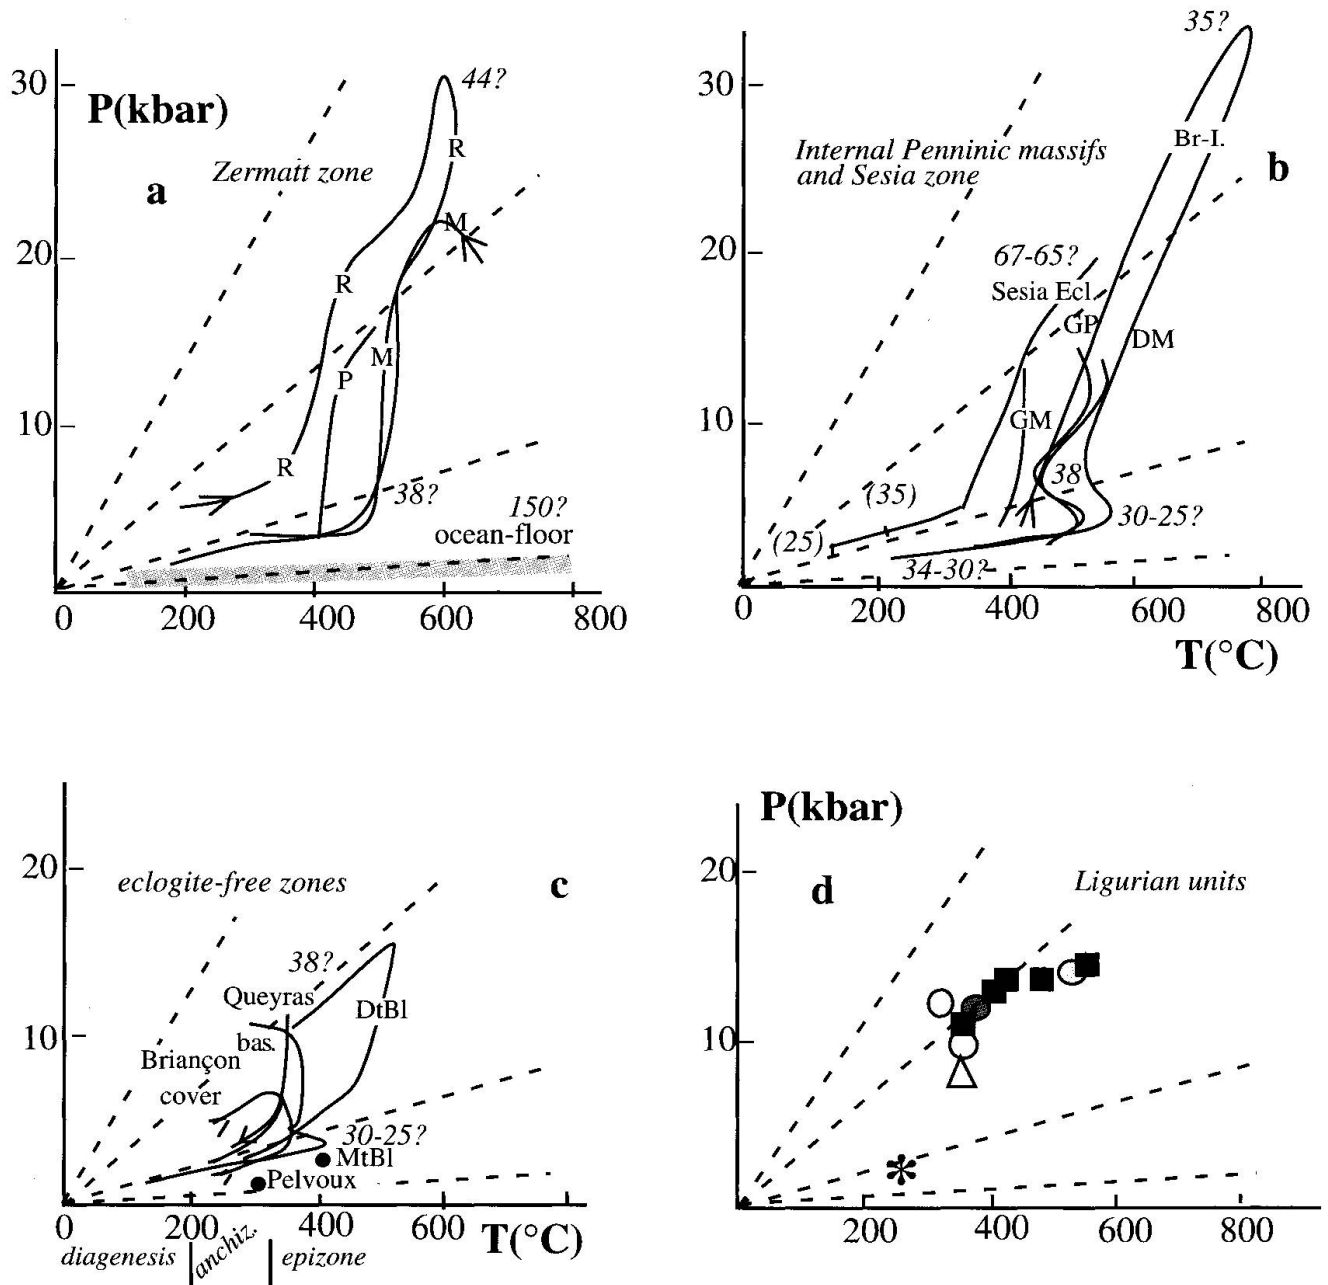 30
P(kbar)
a
Zermatt zone
44?
R
M
20
R
M
P
10
R
38?
150?
ocean-floor
0
200
400
600
800
35?
30
Br-I.
Internal Penninic massifs
and Sesia zone
b
20
67-65?
Sesia Ecl.
GP
DM
10
GM
38
(35)
30-25?
(25)
34-30?
0
200
400
600
800
T(°C)
20
eclogite-free zones
c
38?
Queyras
DtBl
10
bas.
Briançon
cover
30-25?
MtBl
Pelvoux
0
200
400
T(°C)
diagenesis
anchiz.
epizone
P(kbar)
20
d
Ligurian units
10
0
200
400
600
800